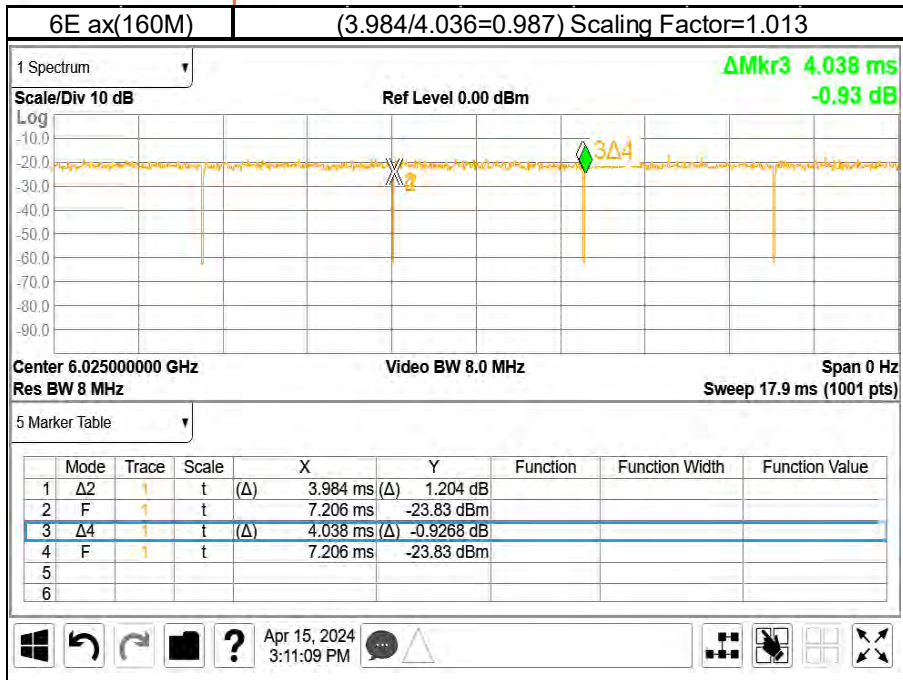 6E ax(160M) (3.984/4.036=0.987) Scaling Factor=1.013
1 Spectrum
ΔMkr3 4.038 ms
Scale/Div 10 dB Ref Level 0.00 dBm -0.93 dB
Log
-10.0
-20.0
-30.0
-40.0
-50.0
-60.0
-70.0
-80.0
-90.0
3Δ4
Center 6.025000000 GHz Video BW 8.0 MHz Span 0 Hz
Res BW 8 MHz Sweep 17.9 ms (1001 pts)
5 Marker Table
Mode Trace Scale X Y Function Function Width Function Value
1 Δ2 1 t (Δ) 3.984 ms (Δ) 1.204 dB
2 F 1 t 7.206 ms -23.83 dBm
3 Δ4 1 t (Δ) 4.038 ms (Δ) -0.9268 dB
4 F 1 t 7.206 ms -23.83 dBm
5
6
? Apr 15, 2024
3:11:09 PM